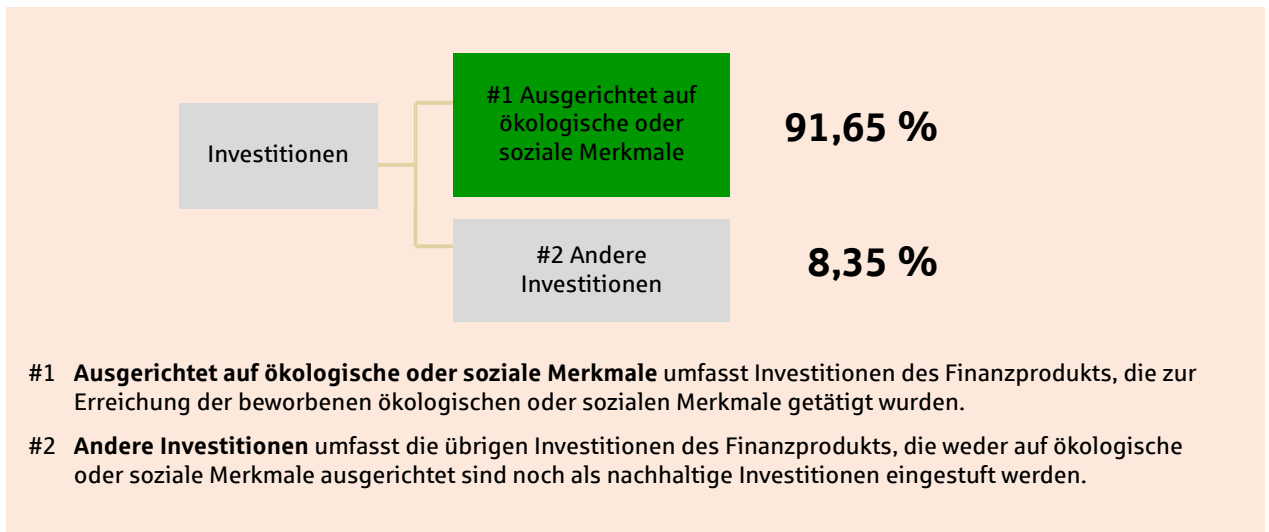 #1 Ausgerichtet auf
ökologische oder
soziale Merkmale
91,65 %
Investitionen
#2 Andere
Investitionen
8,35 %
#1 Ausgerichtet auf ökologische oder soziale Merkmale umfasst Investitionen des Finanzprodukts, die zur
Erreichung der beworbenen ökologischen oder sozialen Merkmale getätigt wurden.
#2 Andere Investitionen umfasst die übrigen Investitionen des Finanzprodukts, die weder auf ökologische
oder soziale Merkmale ausgerichtet sind noch als nachhaltige Investitionen eingestuft werden.